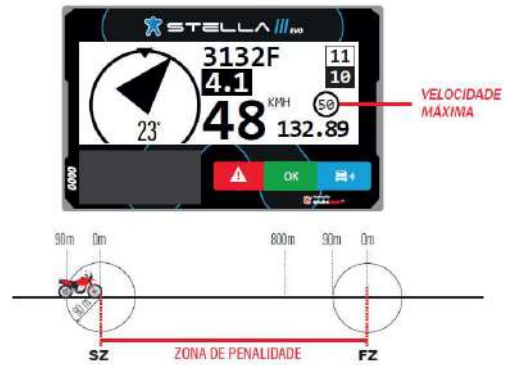 STELLA III EVO
3132F
11
4.1
10
KMH
50
48
132.89
23°
VELOCIDADE
MÁXIMA
0000
OK
90m
0m
800m
90m
0m
90 m
SZ
ZONA DE PENALIDADE
FZ